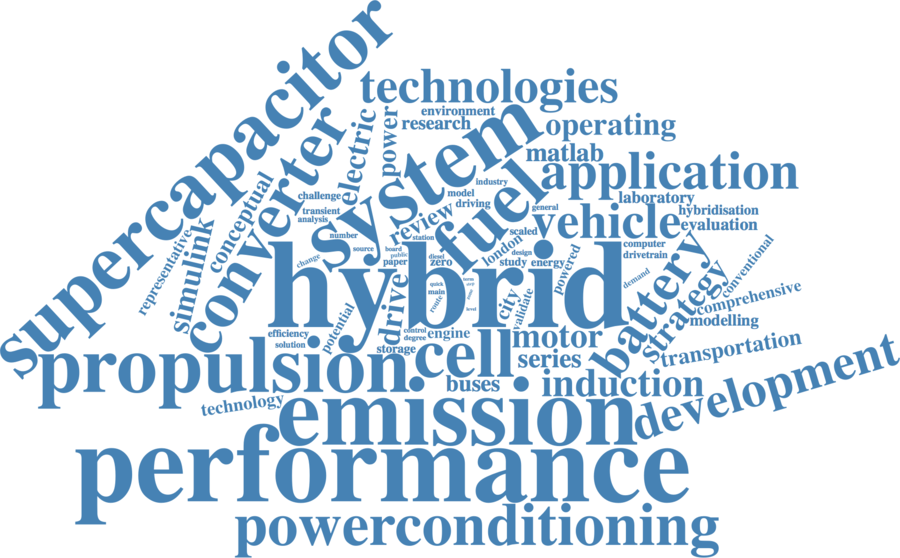 supercapacitor
technologies
environment
research
operating
converter
electric
power
system
matlab
application
fuel
industry
model
driving
challenge
transient
analysis
conceptual
review
laboratory
general
vehicle
hybridisation
evaluation
representative
simulink
number
source
station
scaled
london
change
board
public
paper
diesel
zero
design
study
energy
powered
computer
drivetrain
conventional
hybrid
battery
demand
strategy
comprehensive
modelling
quick
main
route
level
city
validate
drive
potential
efficiency
solution
control
degree
engine
storage
motor
series
cell
propulsion
buses
transportation
induction
technology
emission
development
performance
powerconditioning